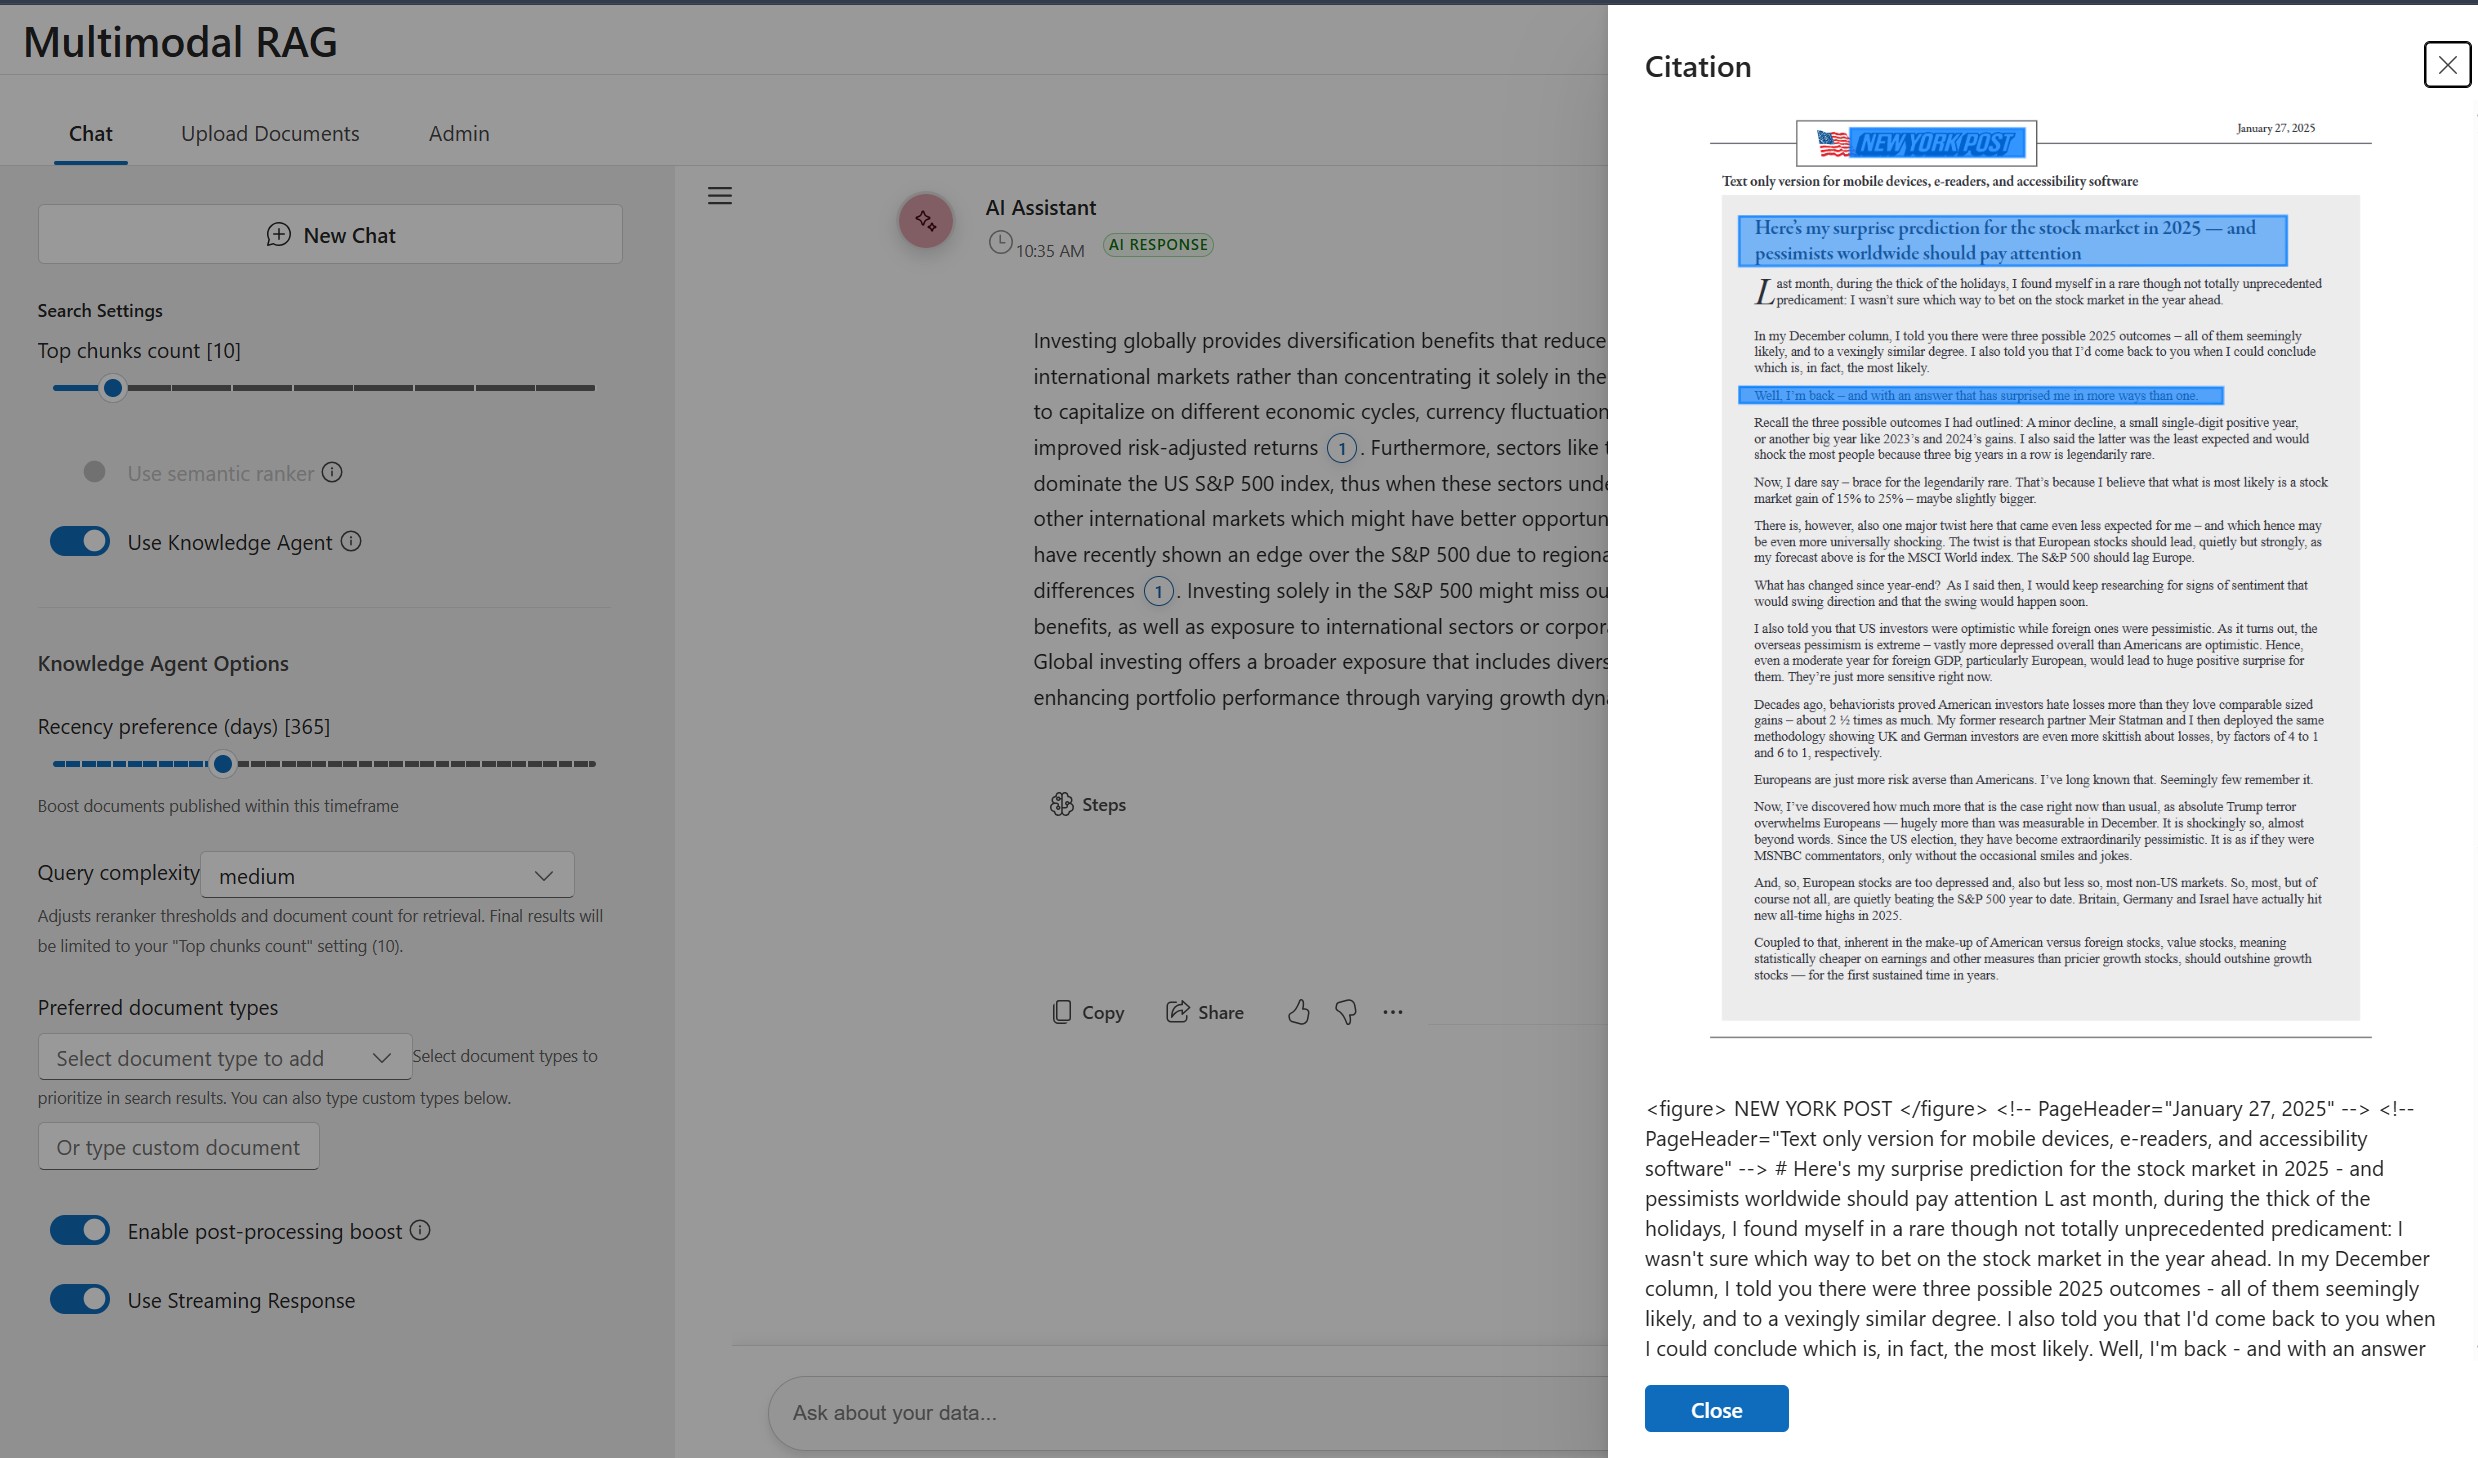 Multimodal RAG
Chat
Upload Documents
Admin
New Chat
Search Settings
Top chunks count [10]
Use semantic ranker
Use Knowledge Agent
Knowledge Agent Options
Recency preference (days) [365]
Boost documents published within this timeframe
Query complexity
medium
Adjusts reranker thresholds and document count for retrieval. Final results will
be limited to your "Top chunks count" setting (10).
Preferred document types
Select document type to add
Select document types to
prioritize in search results. You can also type custom types below.
Or type custom document
Enable post-processing boost
Use Streaming Response
AI Assistant
10:35 AM
AI RESPONSE
Investing globally provides diversification benefits that reduce
international markets rather than concentrating it solely in the
to capitalize on different economic cycles, currency fluctuation
improved risk-adjusted returns 1. Furthermore, sectors like
dominate the US S&P 500 index, thus when these sectors unde
other international markets which might have better opportun
have recently shown an edge over the S&P 500 due to regiona
differences 1. Investing solely in the S&P 500 might miss ou
benefits, as well as exposure to international sectors or corpor
Global investing offers a broader exposure that includes divers
enhancing portfolio performance through varying growth dyn
Steps
Copy
Share
Ask about your data...
Citation
NEW YORK POST
January 27, 2025
Text only version for mobile devices, e-readers, and accessibility software
Here's my surprise prediction for the stock market in 2025 — and
pessimists worldwide should pay attention
Last month, during the thick of the holidays, I found myself in a rare though not totally unprecedented
predicament: I wasn't sure which way to bet on the stock market in the year ahead.
In my December column, I told you there were three possible 2025 outcomes – all of them seemingly
likely, and to a vexingly similar degree. I also told you that I'd come back to you when I could conclude
which is, in fact, the most likely.
Well, I'm back – and with an answer that has surprised me in more ways than one.
Recall the three possible outcomes I had outlined: A minor decline, a small single-digit positive year,
or another big year like 2023's and 2024's gains. I also said the latter was the least expected and would
shock the most people because three big years in a row is legendarily rare.
Now, I dare say – brace for the legendarily rare. That's because I believe that what is most likely is a stock
market gain of 15% to 25% – maybe slightly bigger.
There is, however, also one major twist here that came even less expected for me – and which hence may
be even more universally shocking. The twist is that European stocks should lead, quietly but strongly, as
my forecast above is for the MSCI World index. The S&P 500 should lag Europe.
What has changed since year-end? As I said then, I would keep researching for signs of sentiment that
would swing direction and that the swing would happen soon.
I also told you that US investors were optimistic while foreign ones were pessimistic. As it turns out, the
overseas pessimism is extreme – vastly more depressed overall than Americans are optimistic. Hence,
even a moderate year for foreign GDP, particularly European, would lead to huge positive surprise for
them. They're just more sensitive right now.
Decades ago, behaviorists proved American investors hate losses more than they love comparable sized
gains – about 2 ½ times as much. My former research partner Meir Statman and I then deployed the same
methodology showing UK and German investors are even more skittish about losses, by factors of 4 to 1
and 6 to 1, respectively.
Europeans are just more risk averse than Americans. I've long known that. Seemingly few remember it.
Now, I've discovered how much more that is the case right now than usual, as absolute Trump terror
overwhelms Europeans — hugely more than was measurable in December. It is shockingly so, almost
beyond words. Since the US election, they have become extraordinarily pessimistic. It is as if they were
MSNBC commentators, only without the occasional smiles and jokes.
And, so, European stocks are too depressed and, also but less so, most non-US markets. So, most, but of
course not all, are quietly beating the S&P 500 year to date. Britain, Germany and Israel have actually hit
new all-time highs in 2025.
Coupled to that, inherent in the make-up of American versus foreign stocks, value stocks, meaning
statistically cheaper on earnings and other measures than pricier growth stocks, should outshine growth
stocks — for the first sustained time in years.
<figure> NEW YORK POST </figure> <!-- PageHeader="January 27, 2025" --> <!--
PageHeader="Text only version for mobile devices, e-readers, and accessibility
software" --> # Here's my surprise prediction for the stock market in 2025 - and
pessimists worldwide should pay attention L ast month, during the thick of the
holidays, I found myself in a rare though not totally unprecedented predicament: I
wasn't sure which way to bet on the stock market in the year ahead. In my December
column, I told you there were three possible 2025 outcomes - all of them seemingly
likely, and to a vexingly similar degree. I also told you that I'd come back to you when
I could conclude which is, in fact, the most likely. Well, I'm back - and with an answer
Close